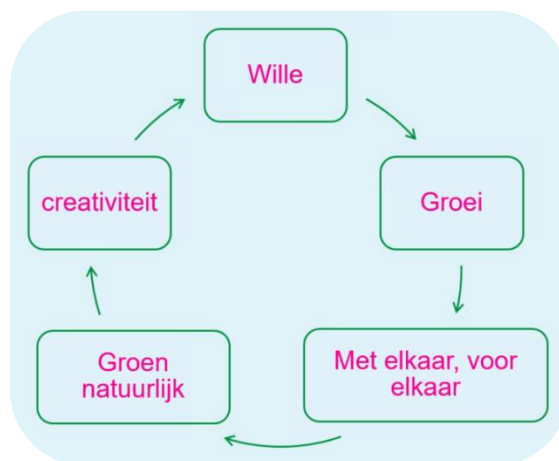 Wille
Groei
Met elkaar, voor
elkaar
Groen
natuurlijk
creativiteit